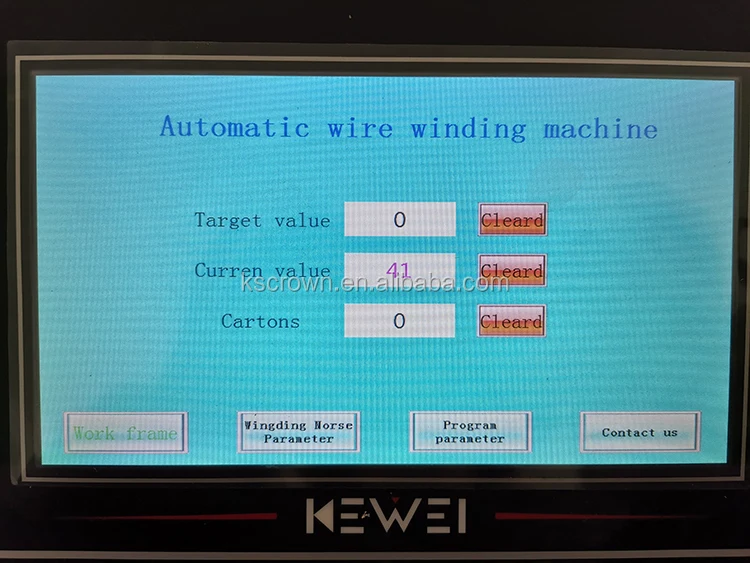 Automatic wire winding machine
Target value 0 Cleard
Curren value 41 Cleard
kscrown.en.alibaba.com
Cartons 0 Cleard
Work frame
Wingding Norse
Parameter
Program
parameter
Contact us
KEWEI